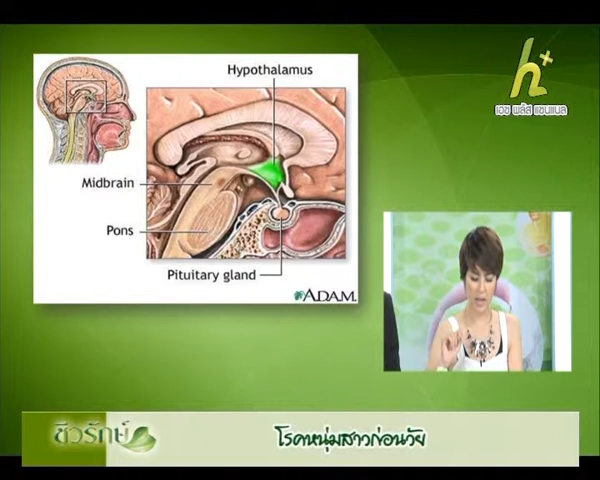 h+
เอช พลัส แชนแนล
Hypothalamus
Midbrain
Pons
Pituitary gland
ADAM.
ชีวรักษ์
โรคหนุ่มสาวก่อนวัย